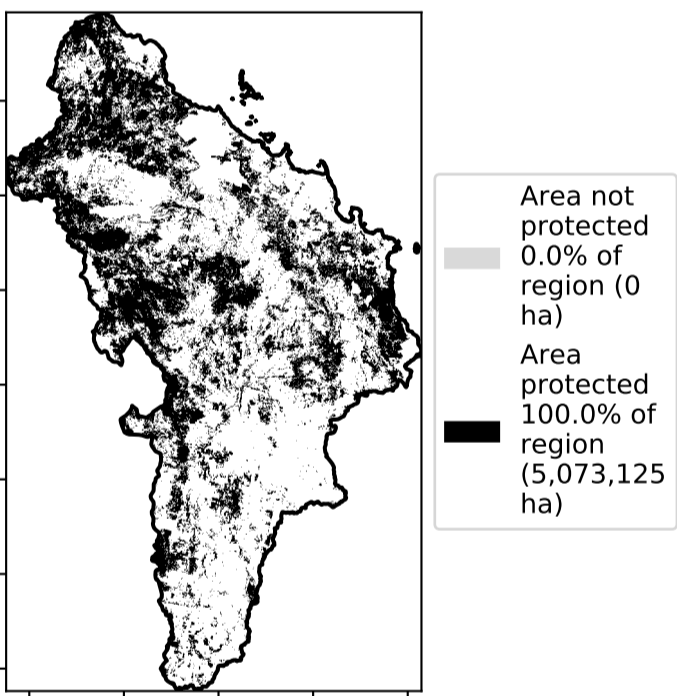 Area not
protected
0.0% of
region (0
ha)
Area
protected
100.0% of
region
(5,073,125
ha)